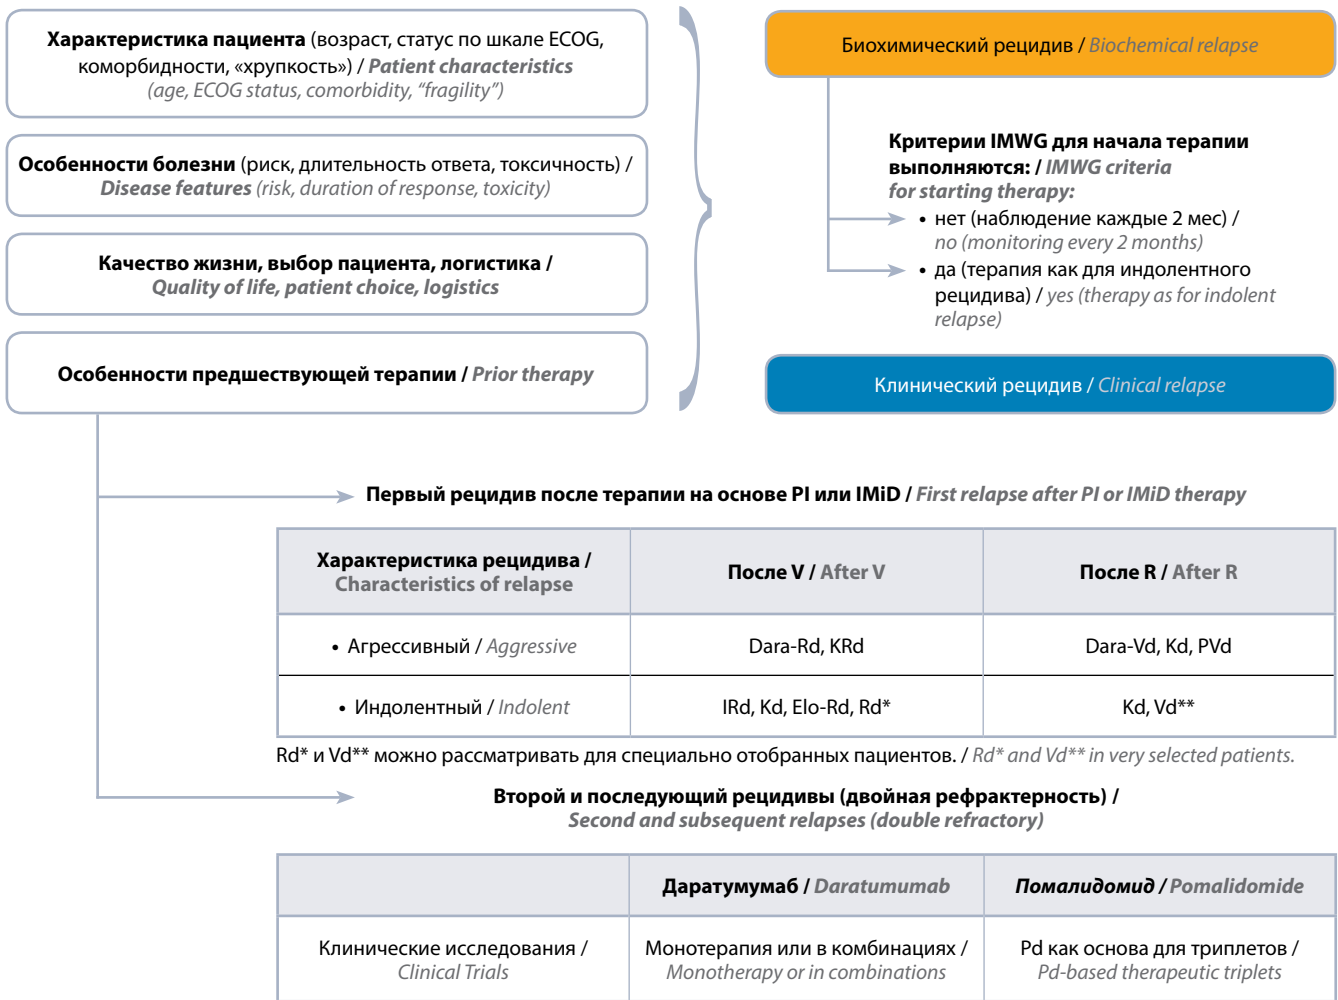 Характеристика пациента (возраст, статус по шкале ECOG,
коморбидности, «хрупкость») / Patient characteristics
(age, ECOG status, comorbidity, “fragility”)
Особенности болезни (риск, длительность ответа, токсичность) /
Disease features (risk, duration of response, toxicity)
Качество жизни, выбор пациента, логистика /
Quality of life, patient choice, logistics
Особенности предшествующей терапии / Prior therapy
Биохимический рецидив / Biochemical relapse
Критерии IMWG для начала терапии
выполняются: / IMWG criteria
for starting therapy:
• нет (наблюдение каждые 2 мес) /
no (monitoring every 2 months)
• да (терапия как для индолентного
рецидива) / yes (therapy as for indolent
relapse)
Клинический рецидив / Clinical relapse
Первый рецидив после терапии на основе PI или IMiD / First relapse after PI or IMiD therapy
Характеристика рецидива /
Characteristics of relapse
После V / After V
После R / After R
• Агрессивный / Aggressive
Dara-Rd, KRd
Dara-Vd, Kd, PVd
• Индолентный / Indolent
IRd, Kd, Elo-Rd, Rd*
Kd, Vd**
Rd* и Vd** можно рассматривать для специально отобранных пациентов. / Rd* and Vd** in very selected patients.
Второй и последующий рецидивы (двойная рефрактерность) /
Second and subsequent relapses (double refractory)
Даратумумаб / Daratumumab
Помалидомид / Pomalidomide
Клинические исследования /
Clinical Trials
Монотерапия или в комбинациях /
Monotherapy or in combinations
Pd как основа для триплетов /
Pd-based therapeutic triplets